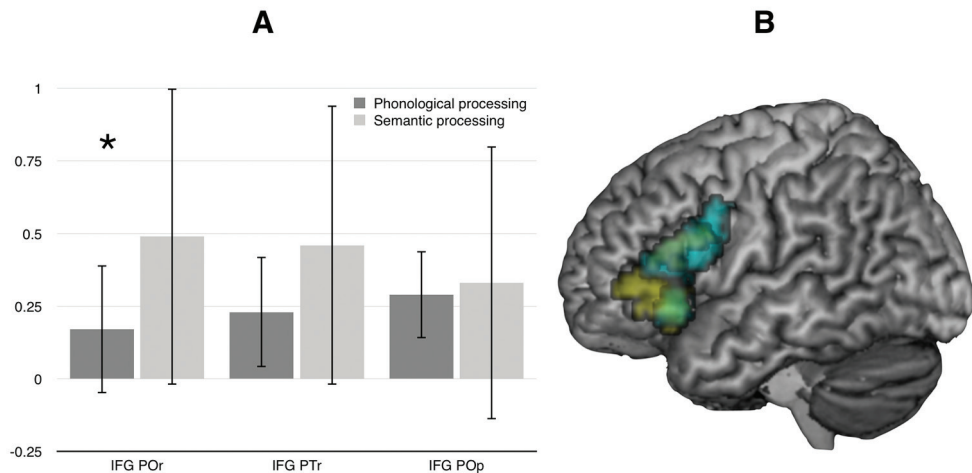 A
B
1
0.75
0.5
0.25
0
-0.25
Phonological processing
Semantic processing
*
IFG POr
IFG PTr
IFG POp